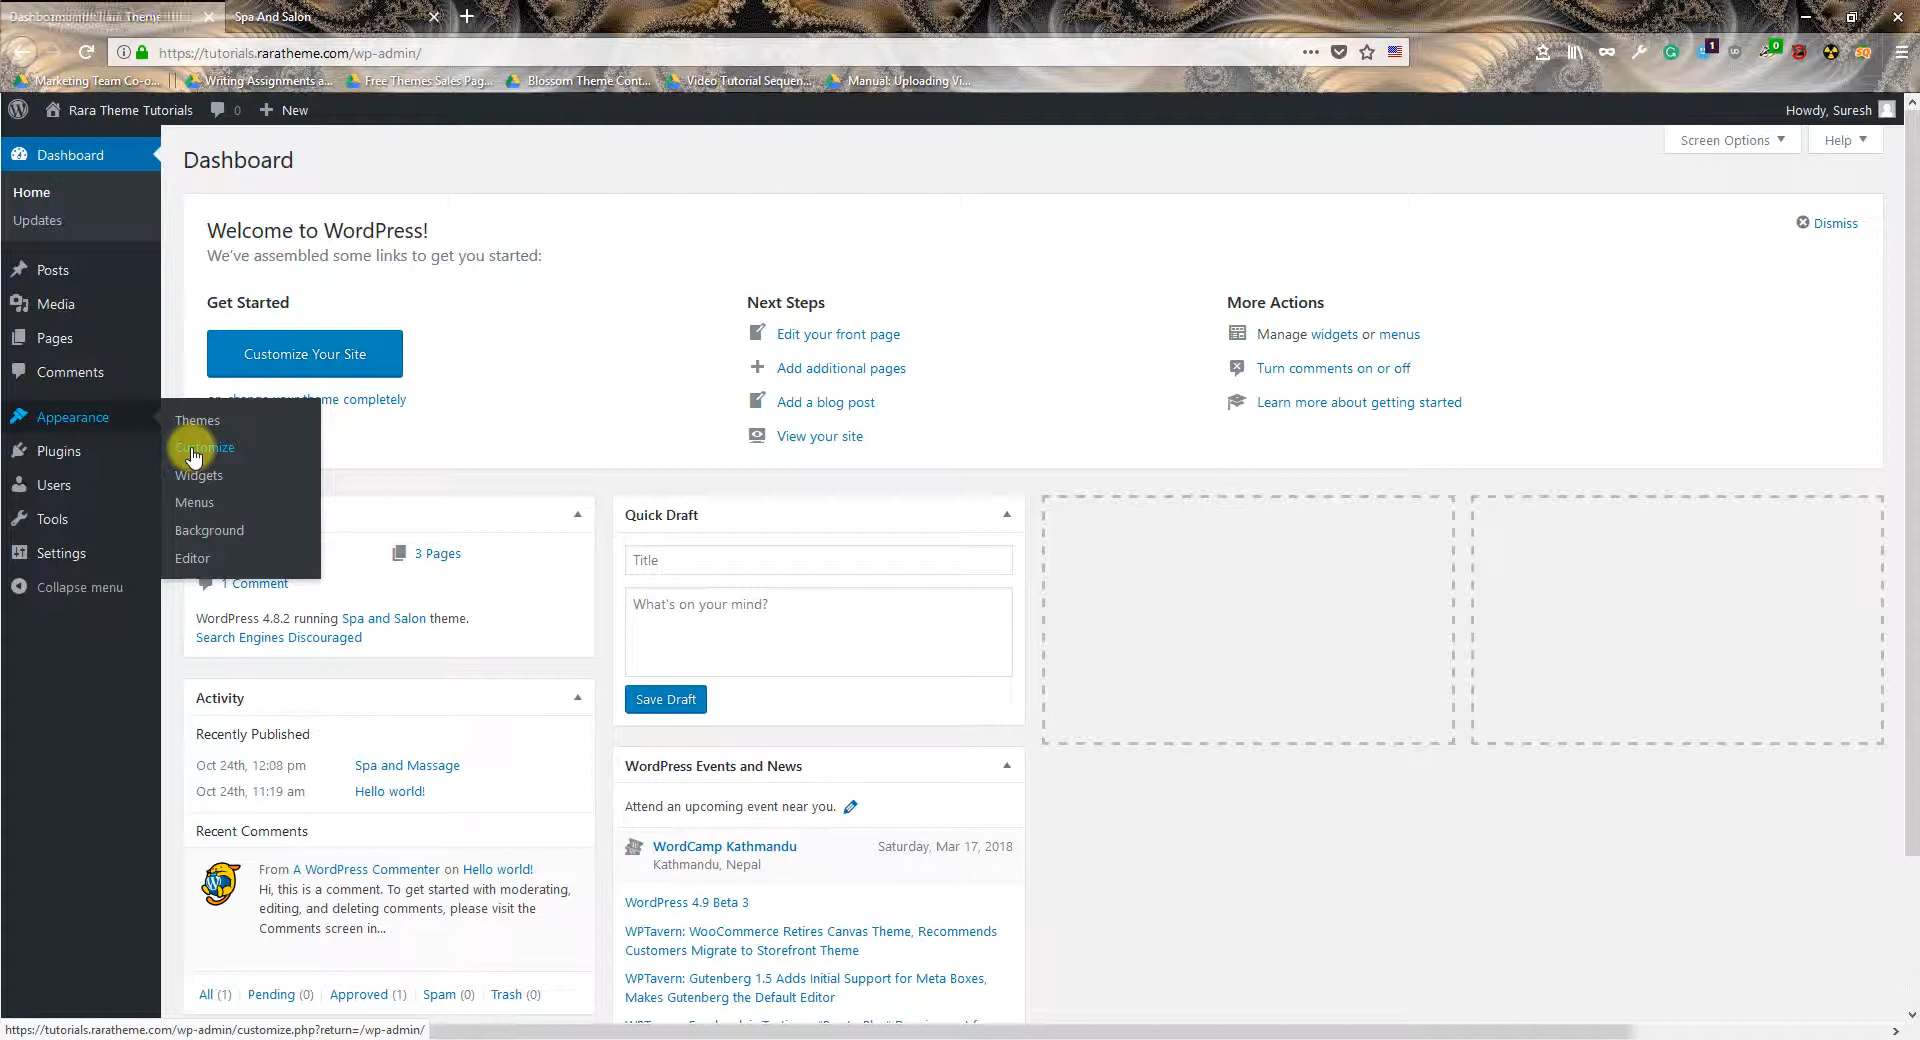 Spa And Salon
https://tutorials.raratheme.com/wp-admin/
Marketing Team Co-o...
Writing Assignments a...
Free Themes Sales Pag...
Blossom Theme Cont...
Video Tutorial Sequen...
Manual: Uploading Vi...
1
0
Rara Theme Tutorials
0
New
Howdy, Suresh
Dashboard
Home
Updates
Posts
Media
Pages
Comments
Appearance
Plugins
Users
Tools
Settings
Collapse menu
Themes
Customize
Widgets
Menus
Background
Editor
Dashboard
Screen Options
Help
Welcome to WordPress!
We've assembled some links to get you started:
Dismiss
Get Started
Customize Your Site
theme completely
Next Steps
Edit your front page
Add additional pages
Add a blog post
View your site
More Actions
Manage widgets or menus
Turn comments on or off
Learn more about getting started
3 Pages
1 Comment
WordPress 4.8.2 running Spa and Salon theme.
Search Engines Discouraged
Activity
Recently Published
Oct 24th, 12:08 pm Spa and Massage
Oct 24th, 11:19 am Hello world!
Recent Comments
From A WordPress Commenter on Hello world!
Hi, this is a comment. To get started with moderating,
editing, and deleting comments, please visit the
Comments screen in...
All (1) | Pending (0) | Approved (1) | Spam (0) | Trash (0)
Quick Draft
Title
What's on your mind?
Save Draft
WordPress Events and News
Attend an upcoming event near you.
WordCamp Kathmandu Saturday, Mar 17, 2018
Kathmandu, Nepal
WordPress 4.9 Beta 3
WPTavern: WooCommerce Retires Canvas Theme, Recommends
Customers Migrate to Storefront Theme
WPTavern: Gutenberg 1.5 Adds Initial Support for Meta Boxes,
Makes Gutenberg the Default Editor
https://tutorials.raratheme.com/wp-admin/customize.php?return=/wp-admin/